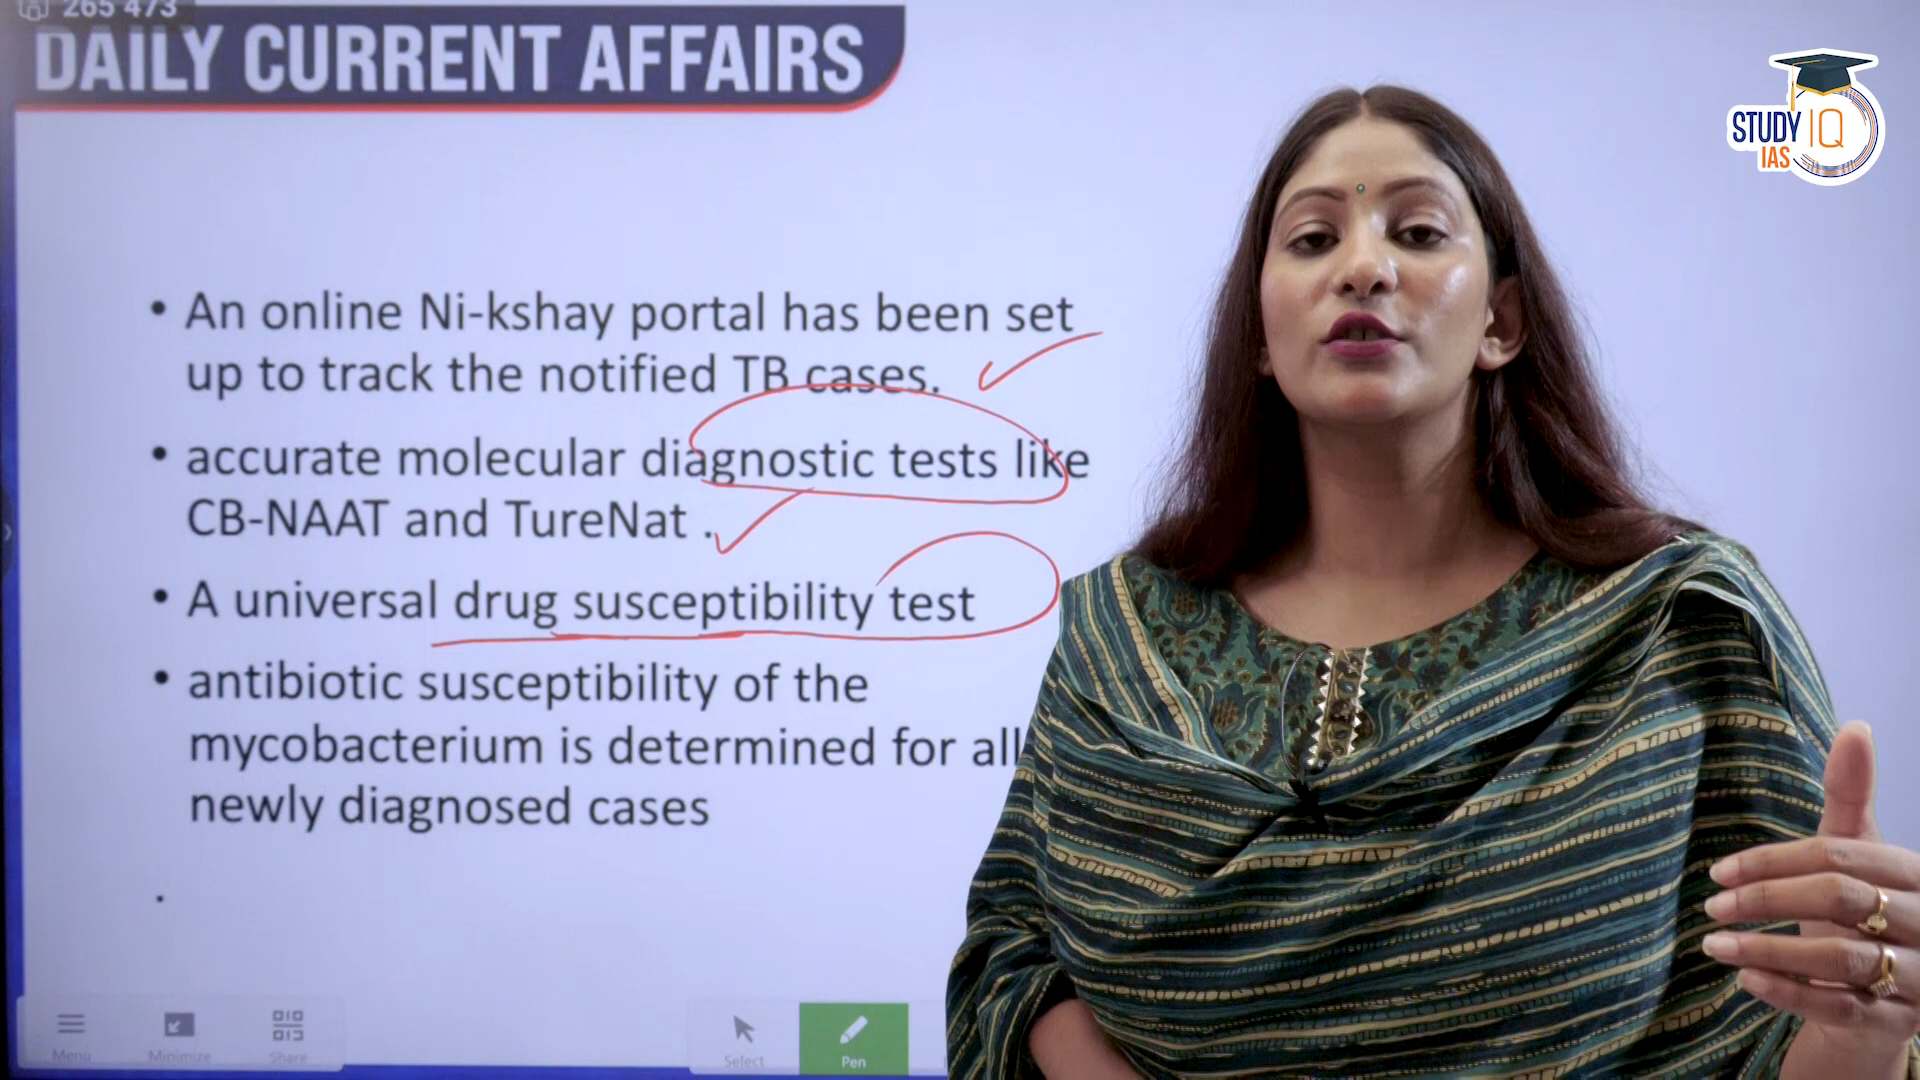 265 473
DAILY CURRENT AFFAIRS
STUDY IQ
IAS
• An online Ni-kshay portal has been set
up to track the notified TB cases.
• accurate molecular diagnostic tests like
CB-NAAT and TureNat .
• A universal drug susceptibility test
• antibiotic susceptibility of the
mycobacterium is determined for all
newly diagnosed cases
Menu Minimize Share Select Pen